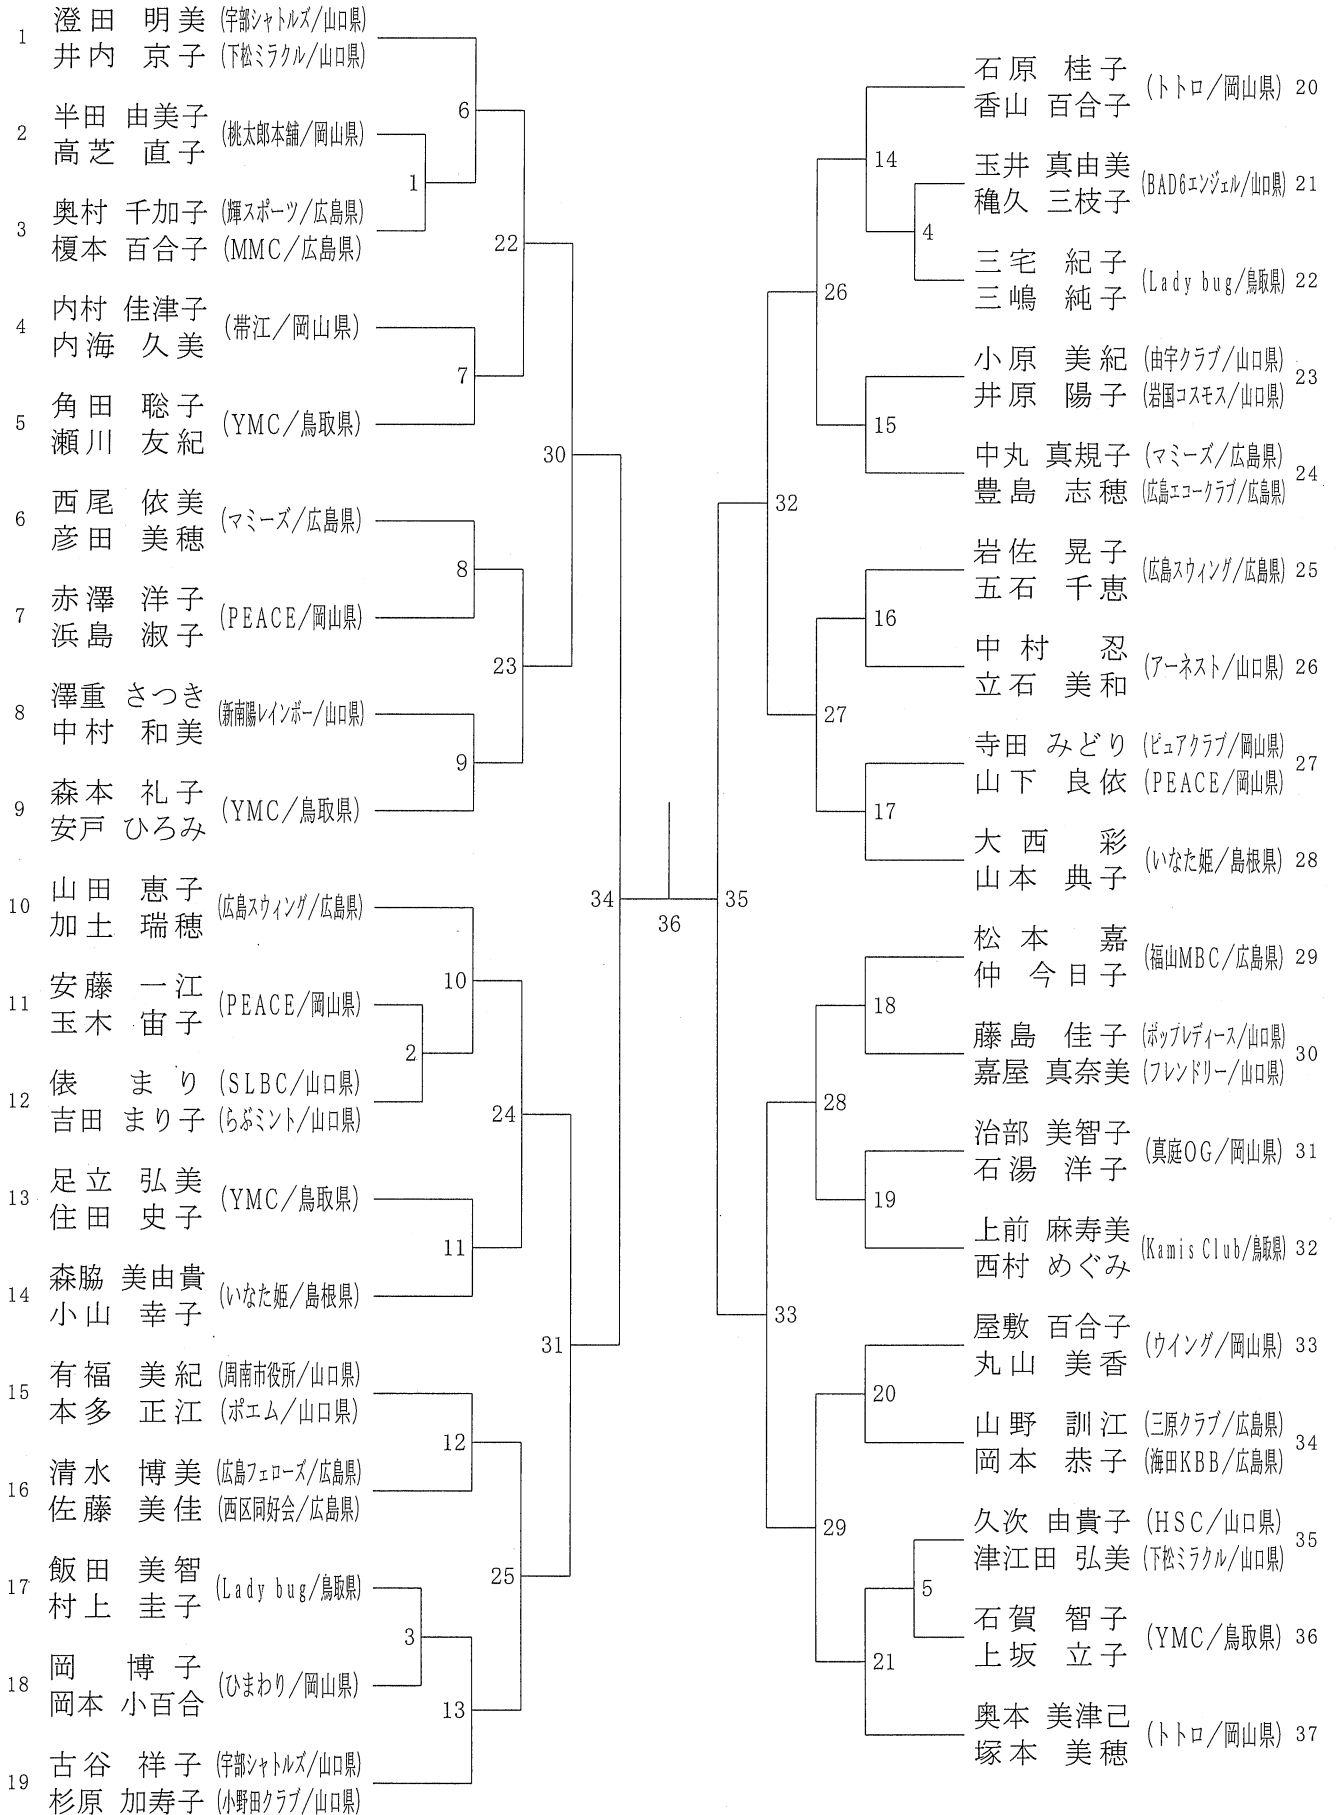 1 澄田 明美 (宇部シャトルズ/山口県)
井内 京子 (下松ミラクル/山口県)
2 半田 由美子 (桃太郎本舗/岡山県)
高芝 直子
3 奥村 千加子 (輝スポーツ/広島県)
榎本 百合子 (MMC/広島県)
4 内村 佳津子 (帯江/岡山県)
内海 久美
5 角田 聡子 (YMC/鳥取県)
瀬川 友紀
6 西尾 依美 (マミーズ/広島県)
彦田 美穂
7 赤澤 洋子 (PEACE/岡山県)
浜島 淑子
8 澤重 さつき (新南陽レインボー/山口県)
中村 和美
9 森本 礼子 (YMC/鳥取県)
安戸 ひろみ
10 山田 恵子 (広島スウィング/広島県)
加土 瑞穂
11 安藤 一江 (PEACE/岡山県)
玉木 宙子
12 俵 まり (SLBC/山口県)
吉田 まり子 (らぶミント/山口県)
13 足立 弘美 (YMC/鳥取県)
住田 史子
14 森脇 美由貴 (いなた姫/島根県)
小山 幸子
15 有福 美紀 (周南市役所/山口県)
本多 正江 (ポエム/山口県)
16 清水 博美 (広島フェローズ/広島県)
佐藤 美佳 (西区同好会/広島県)
17 飯田 美智 (Lady bug/鳥取県)
村上 圭子
18 岡 博子 (ひまわり/岡山県)
岡本 小百合
19 古谷 祥子 (宇部シャトルズ/山口県)
杉原 加寿子 (小野田クラブ/山口県)
6
1
22
7
30
8
23
9
34
10
2
24
11
31
12
25
3
13
36
14
4
26
15
32
16
27
17
35
18
28
19
33
20
29
5
21
石原 桂子 (トトロ/岡山県) 20
香山 百合子
玉井 真由美 (BAD6エンジェル/山口県) 21
穐久 三枝子
三宅 紀子 (Lady bug/鳥取県) 22
三嶋 純子
小原 美紀 (由宇クラブ/山口県) 23
井原 陽子 (岩国コスモス/山口県)
中丸 真規子 (マミーズ/広島県) 24
豊島 志穂 (広島エコークラブ/広島県)
岩佐 晃子 (広島スウィング/広島県) 25
五石 千恵
中村 忍 (アーネスト/山口県) 26
立石 美和
寺田 みどり (ピュアクラブ/岡山県) 27
山下 良依 (PEACE/岡山県)
大西 彩 (いなた姫/島根県) 28
山本 典子
松本 嘉 (福山MBC/広島県) 29
仲 今日子
藤島 佳子 (ポップレディース/山口県) 30
嘉屋 真奈美 (フレンドリー/山口県)
治部 美智子 (真庭OG/岡山県) 31
石湯 洋子
上前 麻寿美 (Kamis Club/鳥取県) 32
西村 めぐみ
屋敷 百合子 (ウイング/岡山県) 33
丸山 美香
山野 訓江 (三原クラブ/広島県) 34
岡本 恭子 (海田KBB/広島県)
久次 由貴子 (HSC/山口県) 35
津江田 弘美 (下松ミラクル/山口県)
石賀 智子 (YMC/鳥取県) 36
上坂 立子
奥本 美津己 (トトロ/岡山県) 37
塚本 美穂